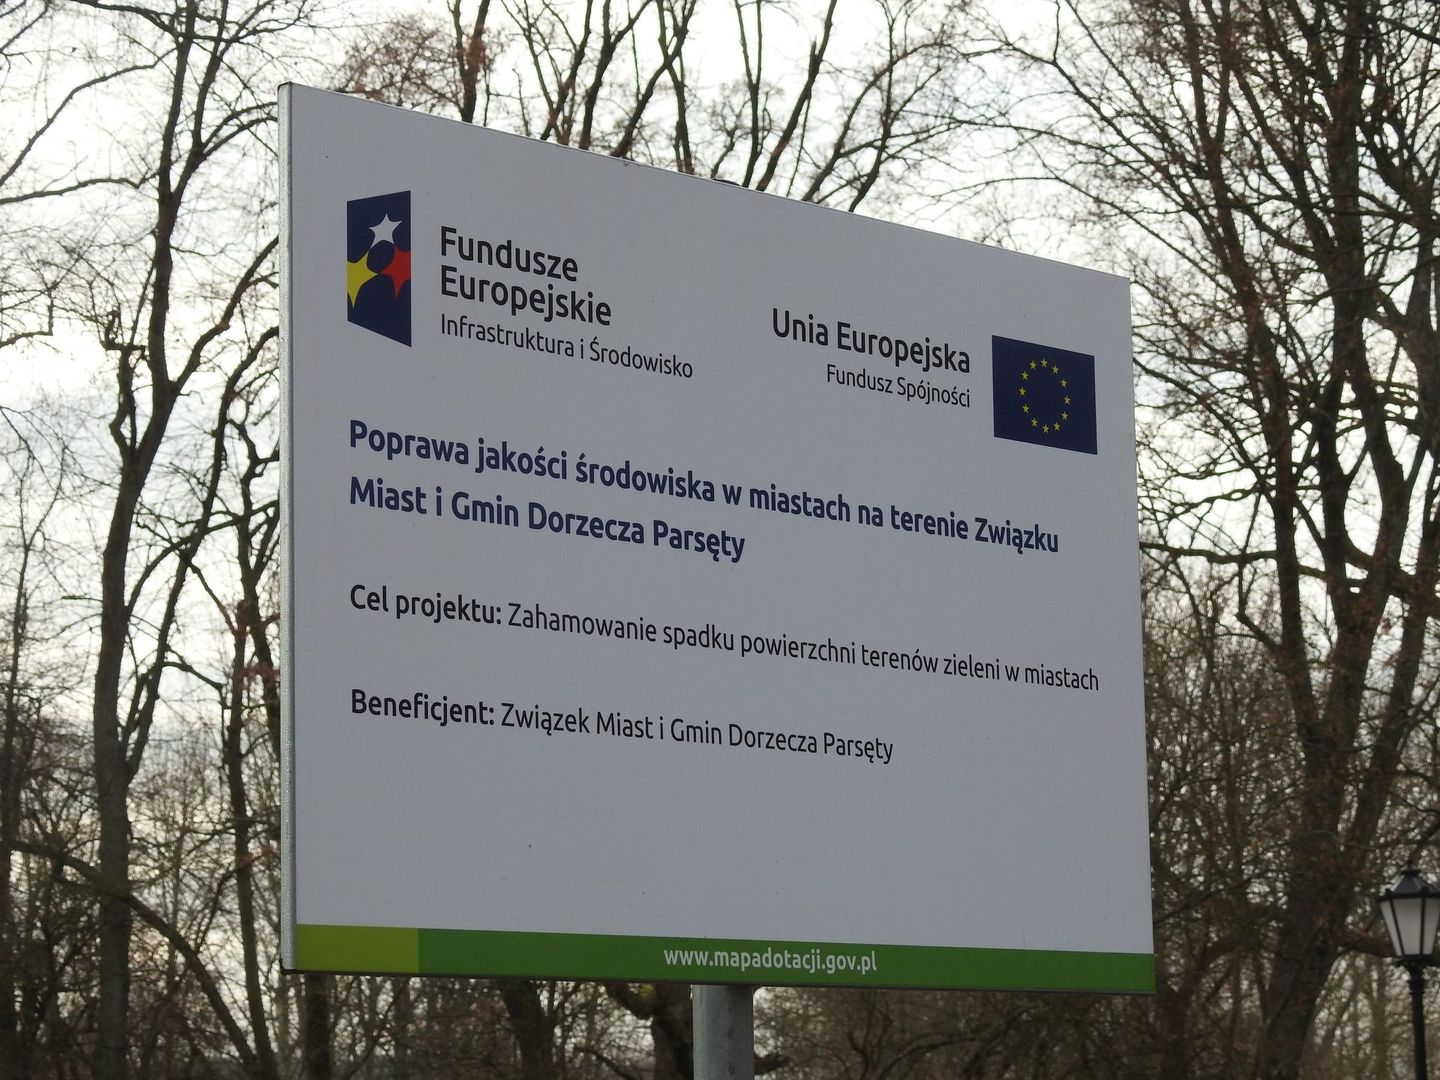 Fundusze
Europejskie
Infrastruktura i Środowisko
Unia Europejska
Fundusz Spójności
Poprawa jakości środowiska w miastach na terenie Związku
Miast i Gmin Dorzecza Parsęty
Cel projektu: Zahamowanie spadku powierzchni terenów zieleni w miastach
Beneficjent: Związek Miast i Gmin Dorzecza Parsęty
www.mapadotacji.gov.pl